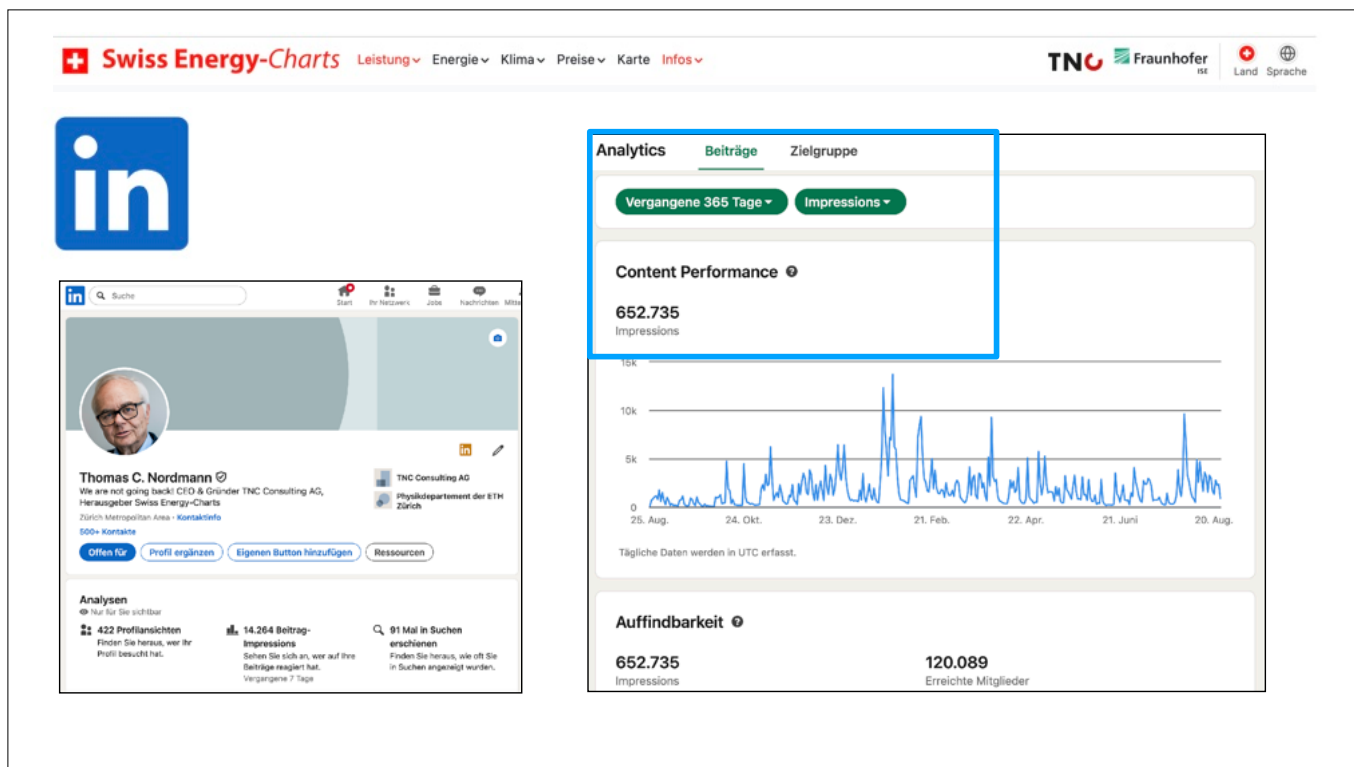 Swiss Energy-Charts Leistung Energie Klima Preise Karte Infos
TNC Fraunhofer
ISE
Land Sprache
in
in Suche
Start Ihr Netzwerk Jobs Nachrichten
Thomas C. Nordmann
We are not going back! CEO & Gründer TNC Consulting AG,
Herausgeber Swiss Energy-Charts
Zürich Metropolitan Area · Kontaktinfo
500+ Kontakte
in
TNC Consulting AG
Physikdepartement der ETH
Zürich
Offen für Profil ergänzen Eigenen Button hinzufügen Ressourcen
Analysen
Nur für Sie sichtbar
422 Profilansichten
Finden Sie heraus, wer Ihr
Profil besucht hat.
14.264 Beitrag-
Impressions
Sehen Sie sich an, wer auf Ihre
Beiträge reagiert hat.
Vergangene 7 Tage
91 Mal in Suchen
erschienen
Finden Sie heraus, wie oft Sie
in Suchen angezeigt wurden.
Analytics Beiträge Zielgruppe
Vergangene 365 Tage Impressions
Content Performance
652.735
Impressions
15k
10k
5k
0
25. Aug. 24. Okt. 23. Dez. 21. Feb. 22. Apr. 21. Juni 20. Aug.
Tägliche Daten werden in UTC erfasst.
Auffindbarkeit
652.735
Impressions
120.089
Erreichte Mitglieder